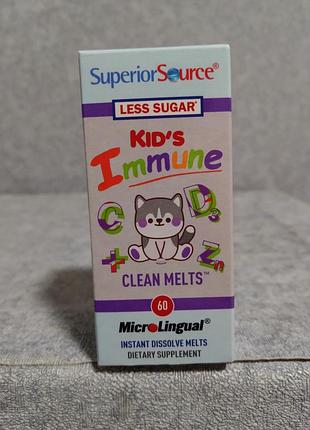 SuperiorSource®
LESS SUGAR*
KID'S
Immune
C D3
+ Zn
CLEAN MELTS™
60
MicroLingual®
INSTANT DISSOLVE MELTS
DIETARY SUPPLEMENT